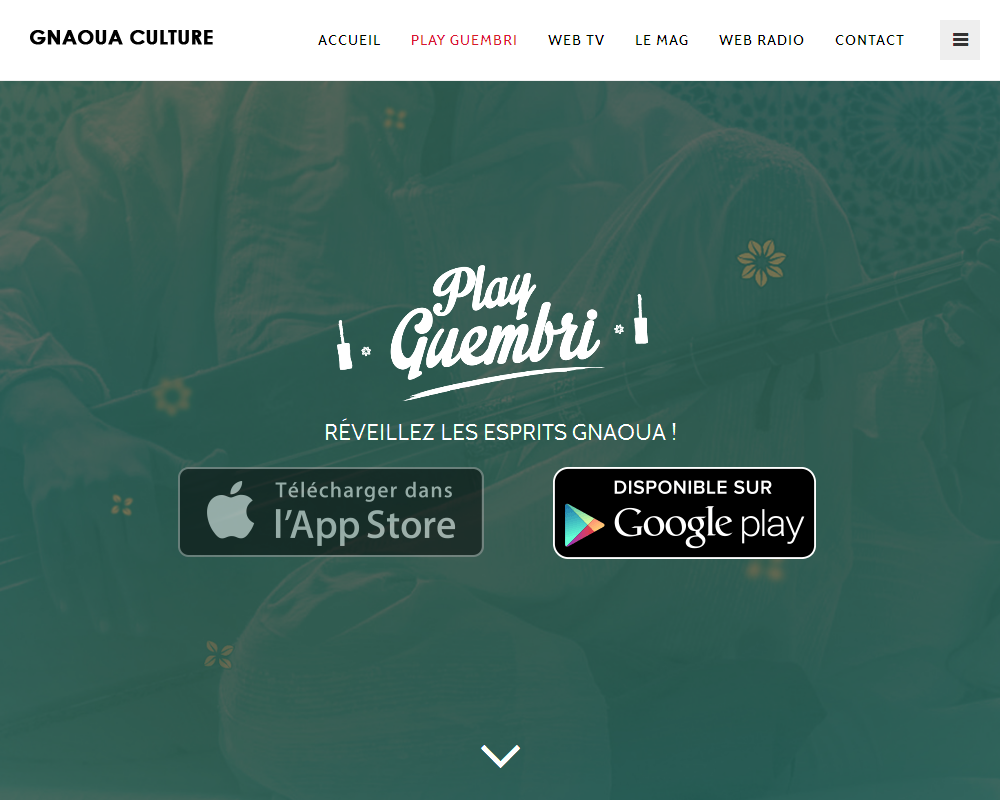 GNAOUA CULTURE
ACCUEIL PLAY GUEMBRI WEB TV LE MAG WEB RADIO CONTACT
Play
Guembri
RÉVEILLEZ LES ESPRITS GNAOUA !
Télécharger dans
l'App Store
DISPONIBLE SUR
Google play